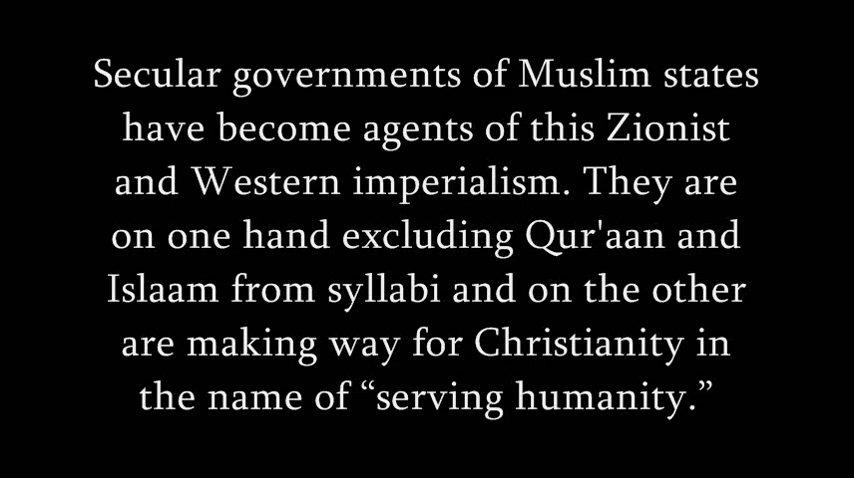 Secular governments of Muslim states
have become agents of this Zionist
and Western imperialism. They are
on one hand excluding Qur'aan and
Islaam from syllabi and on the other
are making way for Christianity in
the name of “serving humanity.”